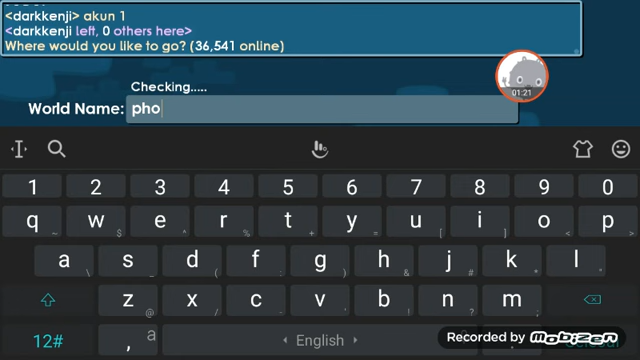 <darkkenji> akun 1
<darkkenji left, 0 others here>
Where would you like to go? (36,541 online)
01:21
Checking.....
World Name: pho
1 2 3 4 5 6 7 8 9 0
q w e r t y u i o p
~ $ ^ % + = [ ] < >
a s d f g h j k l
\ _ ( : ) & # * "
z x c v b n m
@ / - ' ! ? ;
12# , a English
Recorded by Mobizen